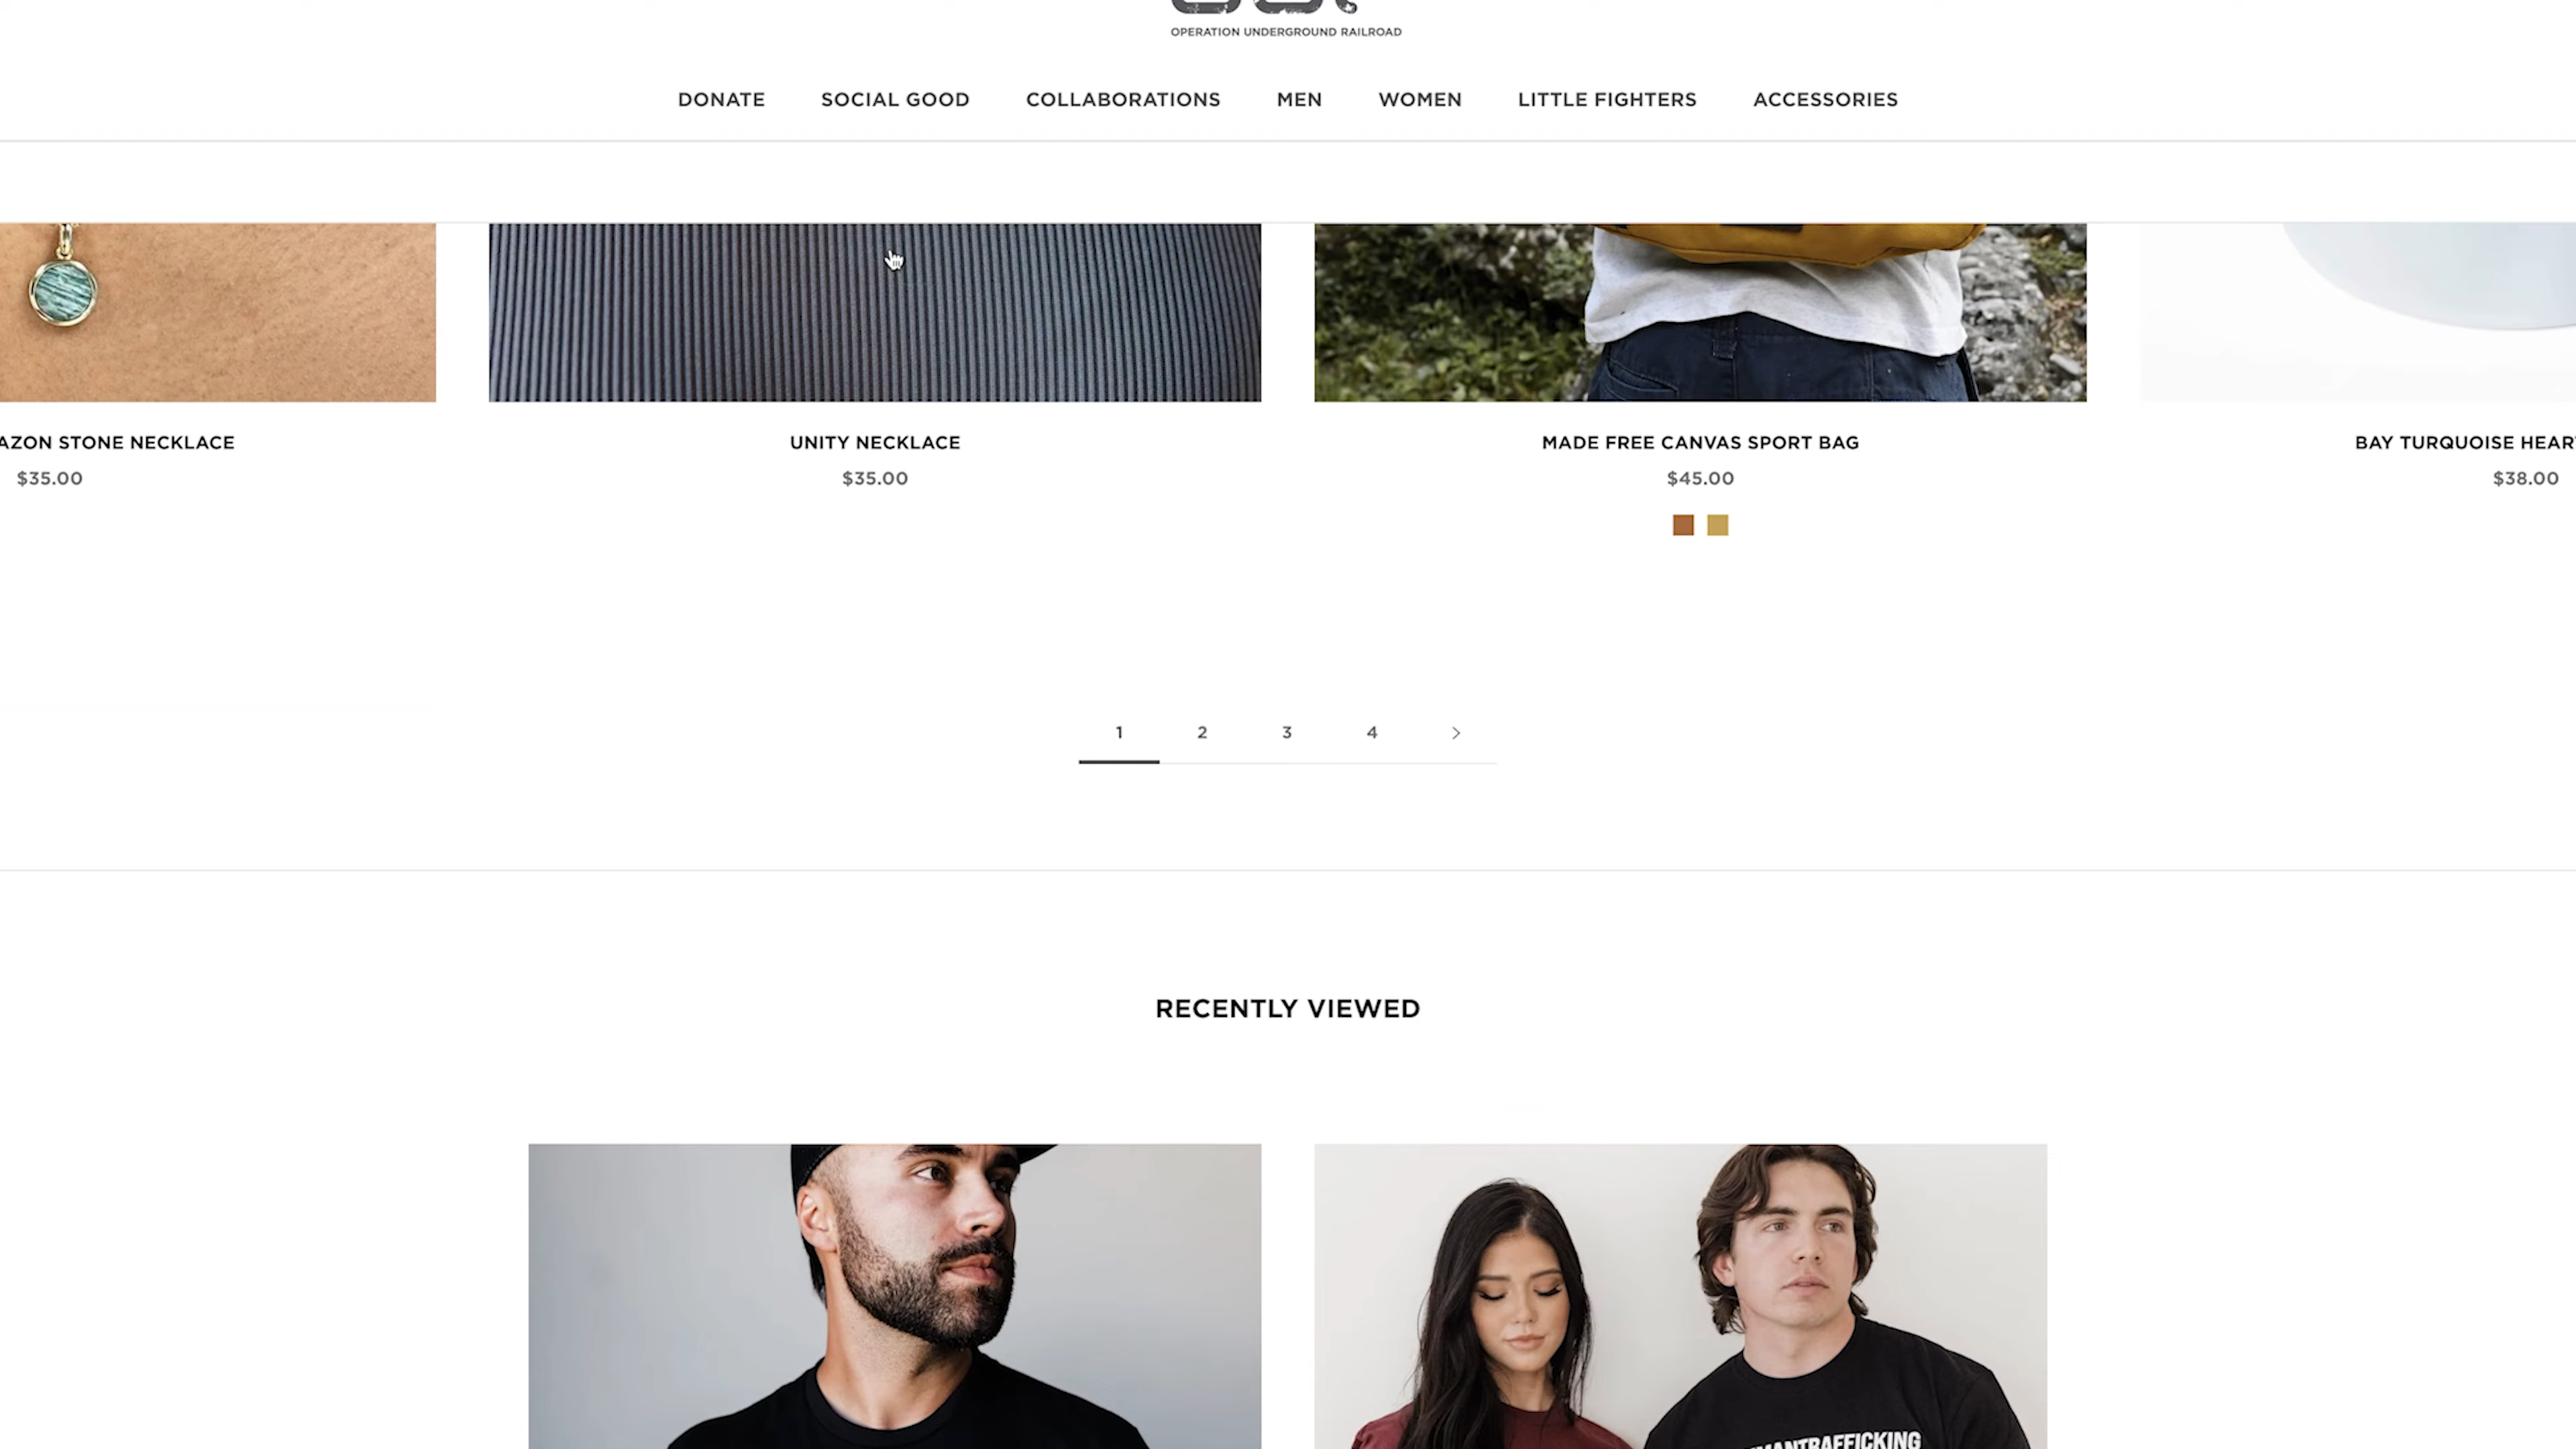 OPERATION UNDERGROUND RAILROAD
DONATE SOCIAL GOOD COLLABORATIONS MEN WOMEN LITTLE FIGHTERS ACCESSORIES
AZON STONE NECKLACE
$35.00
UNITY NECKLACE
$35.00
MADE FREE CANVAS SPORT BAG
$45.00
BAY TURQUOISE HEAR
$38.00
1 2 3 4 >
RECENTLY VIEWED
MANTRAFFICKING